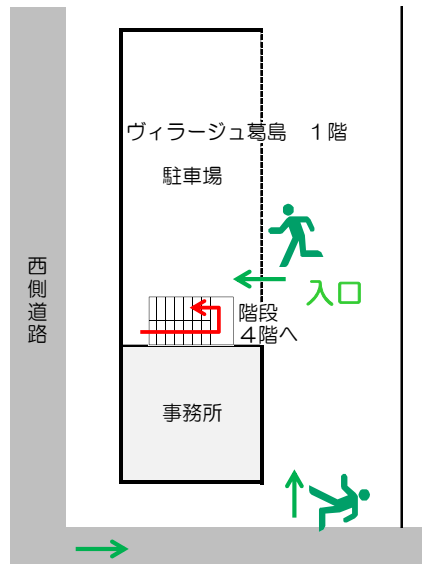 ヴィラージュ葛島　１階
駐車場
西側道路
入口
階段
４階へ
事務所